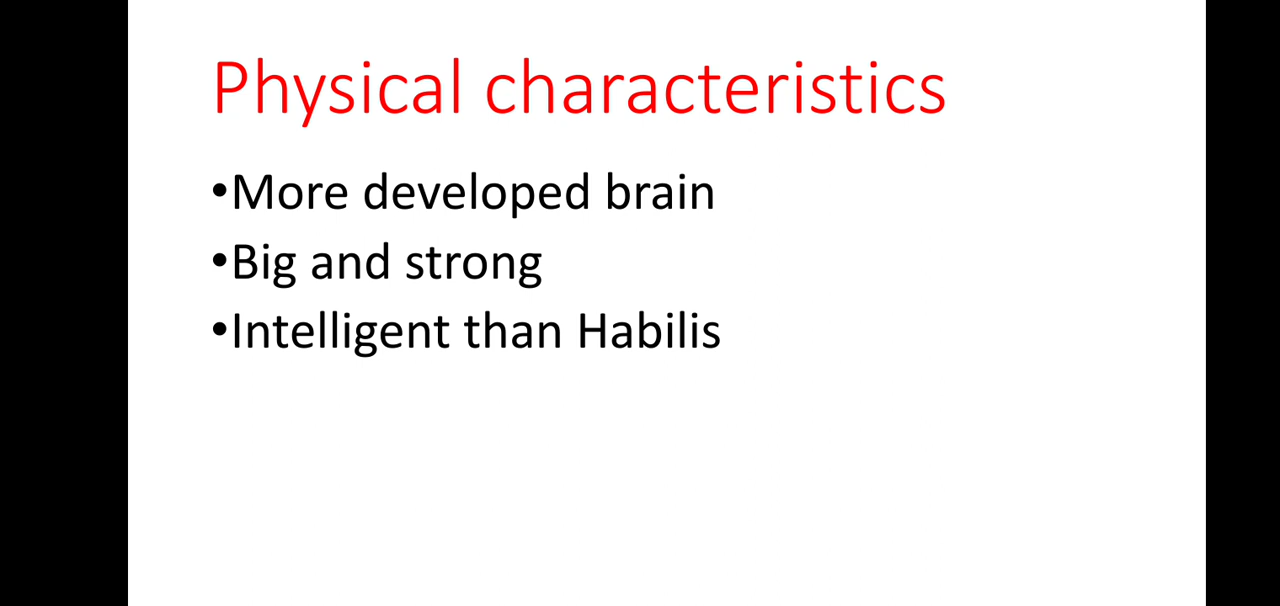 Physical characteristics
•More developed brain
•Big and strong
•Intelligent than Habilis